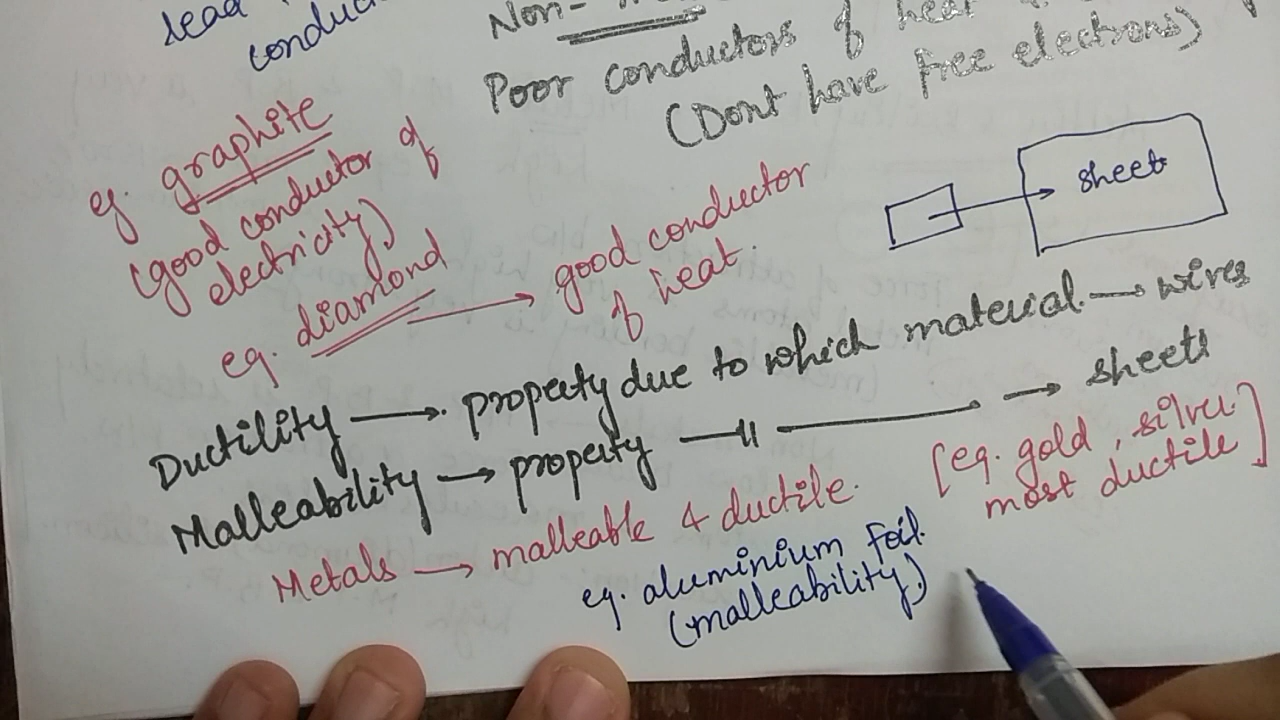 lead
conduc
Non-
Poor conductors of heat
(Dont have free electrons)
eg. graphite
(good conductor of
electricity)
eg. diamond → good conductor
of heat.
sheet
Ductility → property due to which material → wires
Malleability → property —11— → sheets
Metals → malleable & ductile.
[eg. gold, silver
most ductile]
eg. aluminium foil.
(malleability)